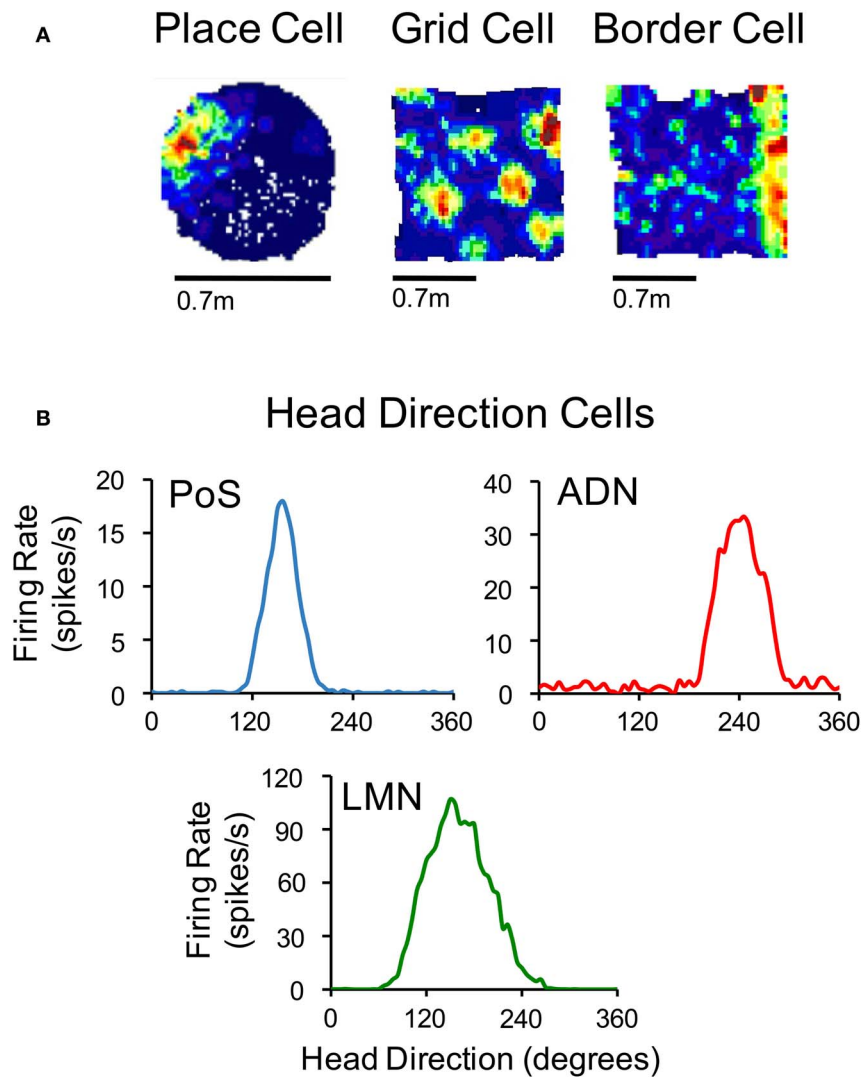 A
Place Cell Grid Cell Border Cell
0.7m 0.7m 0.7m
B
Head Direction Cells
PoS
Firing Rate
(spikes/s)
20
15
10
5
0
0 120 240 360
ADN
40
30
20
10
0
0 120 240 360
LMN
Firing Rate
(spikes/s)
120
90
60
30
0
0 120 240 360
Head Direction (degrees)